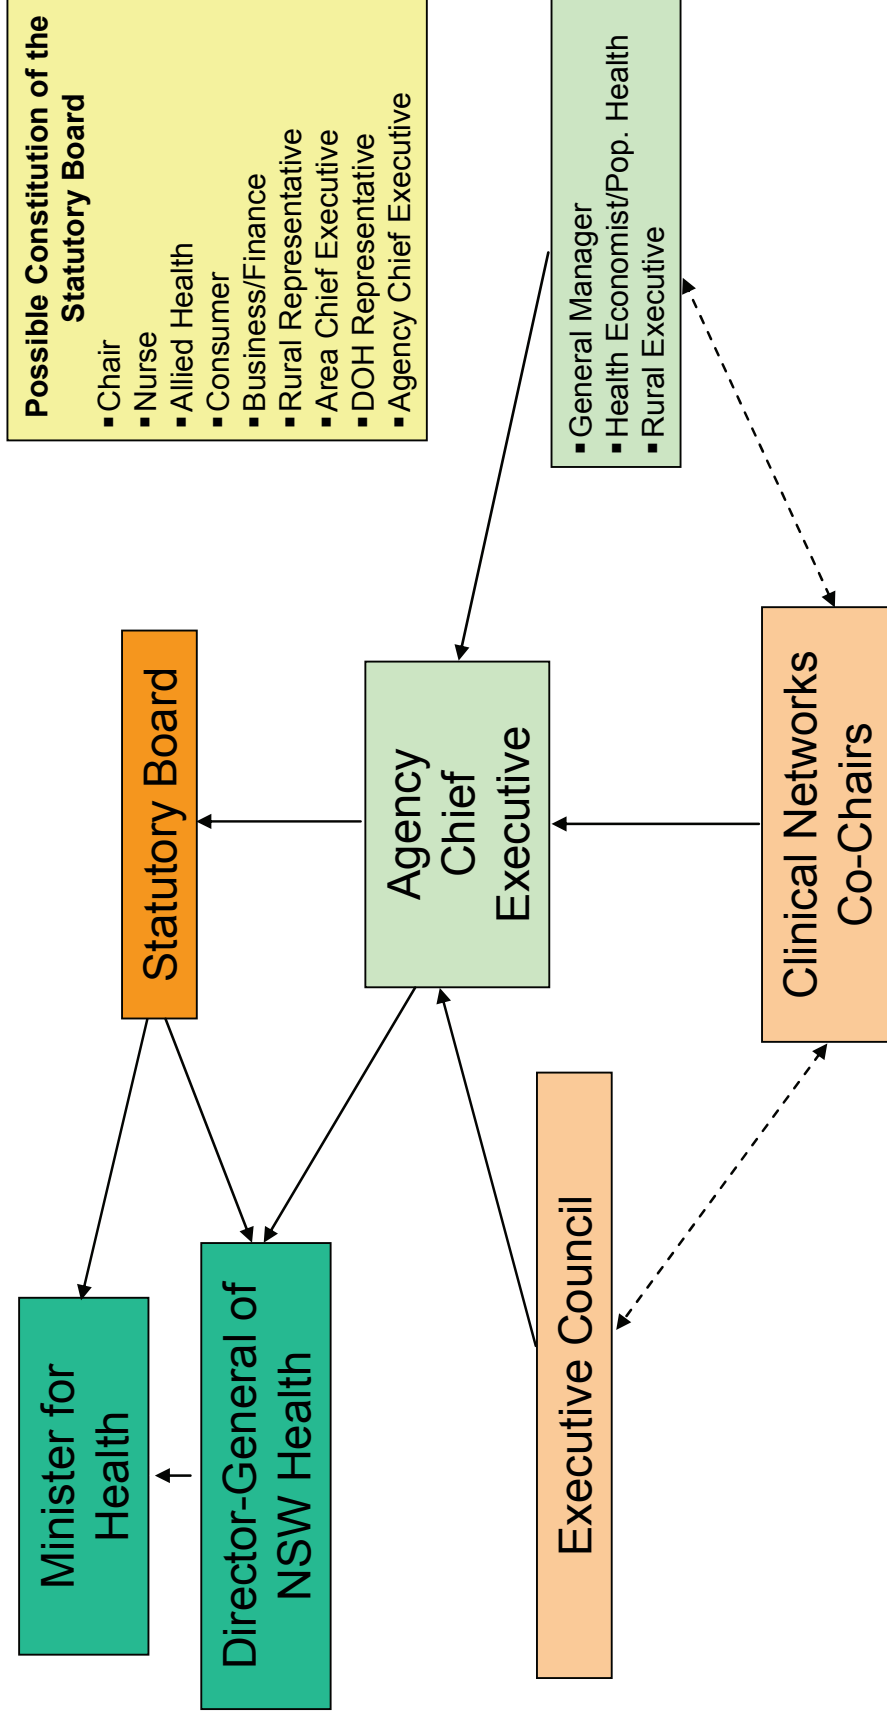 Minister for
Health
Director-General of
NSW Health
Statutory Board
Possible Constitution of the
Statutory Board
▪Chair
▪Nurse
▪Allied Health
▪Consumer
▪Business/Finance
▪Rural Representative
▪Area Chief Executive
▪DOH Representative
▪Agency Chief Executive
Agency
Chief
Executive
Executive Council
▪General Manager
▪Health Economist/Pop. Health
▪Rural Executive
Clinical Networks
Co-Chairs